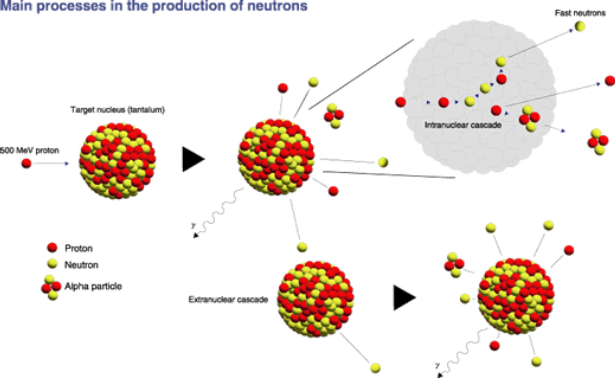 Main processes in the production of neutrons
Fast neutrons
Target nucleus (tantalum)
500 MeV proton
Intranuclear cascade
γ
Proton
Neutron
Alpha particle
Extranuclear cascade
γ